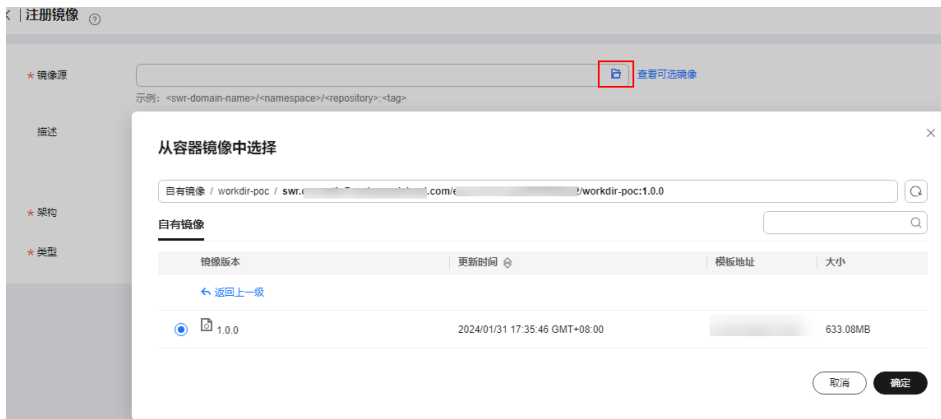 注册镜像
镜像源
查看可选镜像
示例：<swr-domain-name>/<namespace>/<repository>:<tag>
描述
架构
类型
从容器镜像中选择
自有镜像 / workdir-poc / swr. .com/ /workdir-poc:1.0.0
自有镜像
镜像版本 更新时间 模板地址 大小
返回上一级
1.0.0 2024/01/31 17:35:46 GMT+08:00 633.08MB
取消 确定